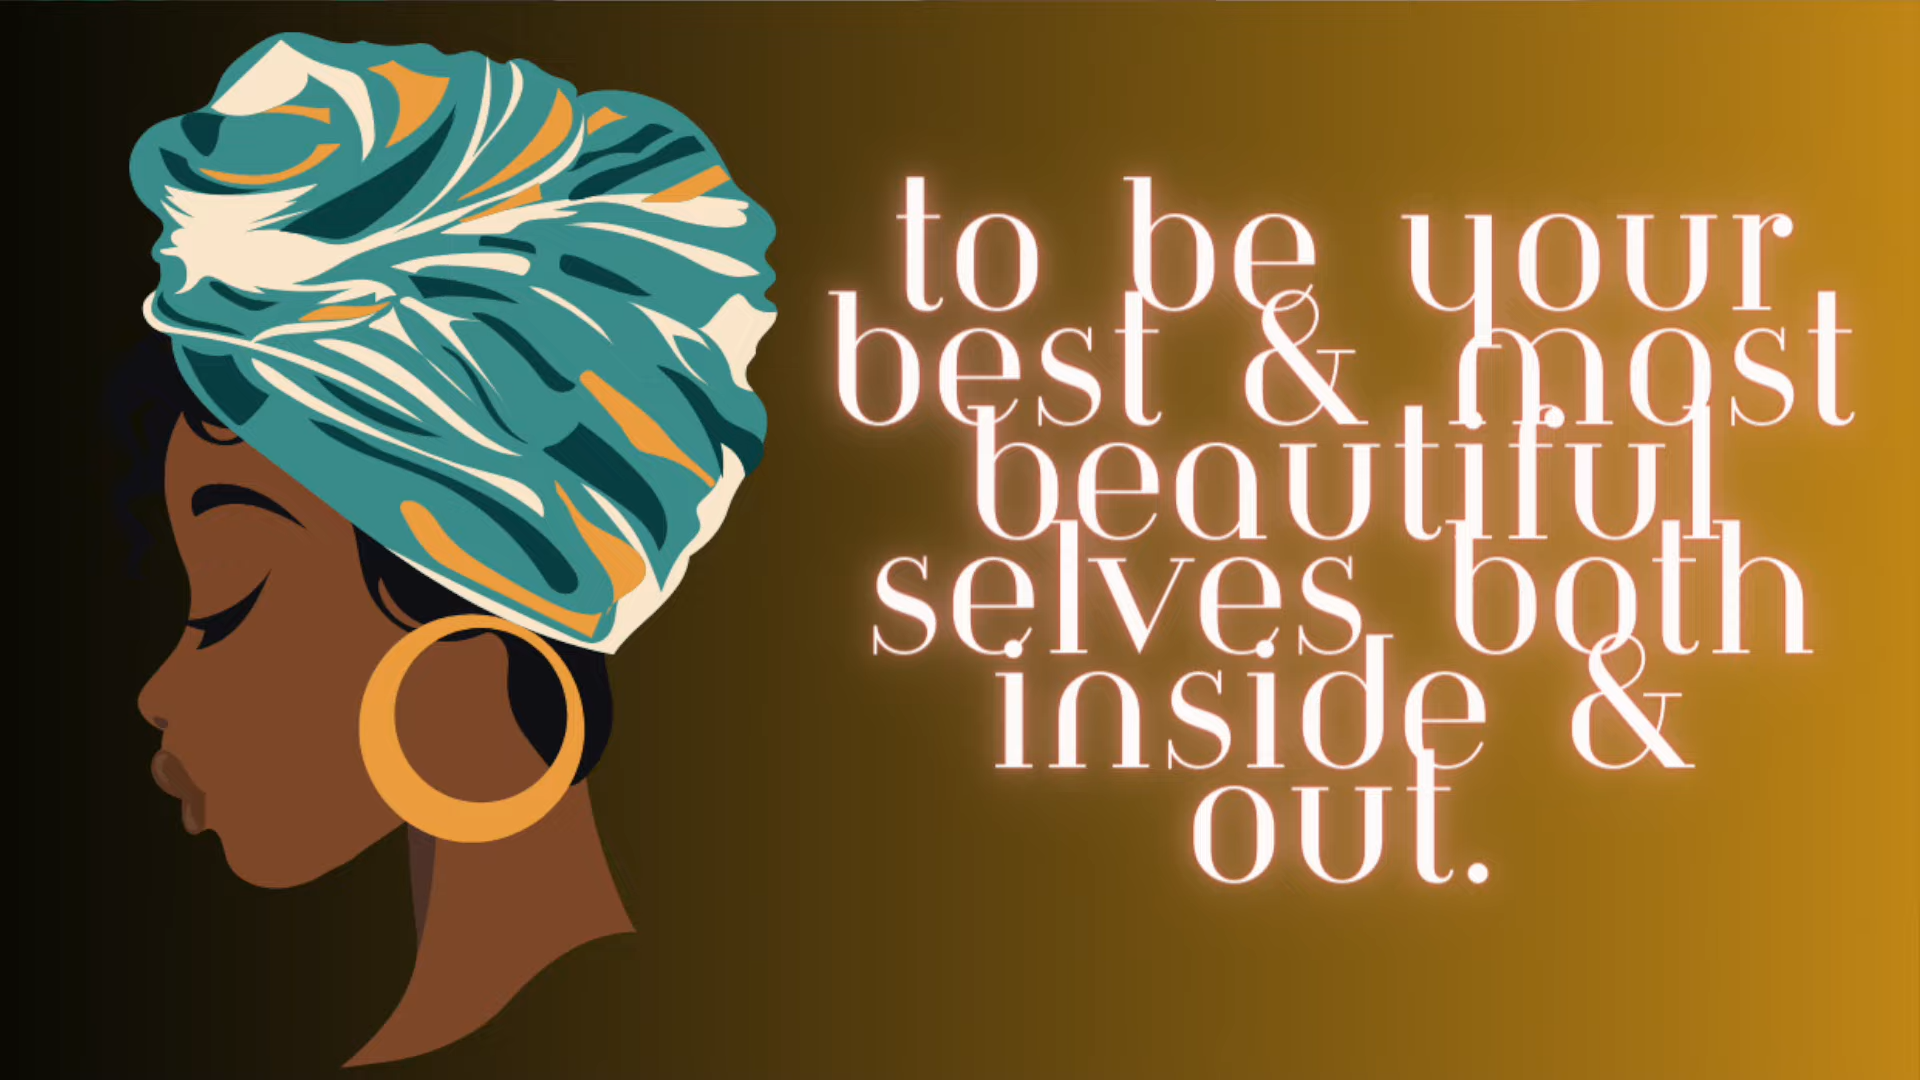 to be your
best & most
beautiful
selves both
inside &
out.